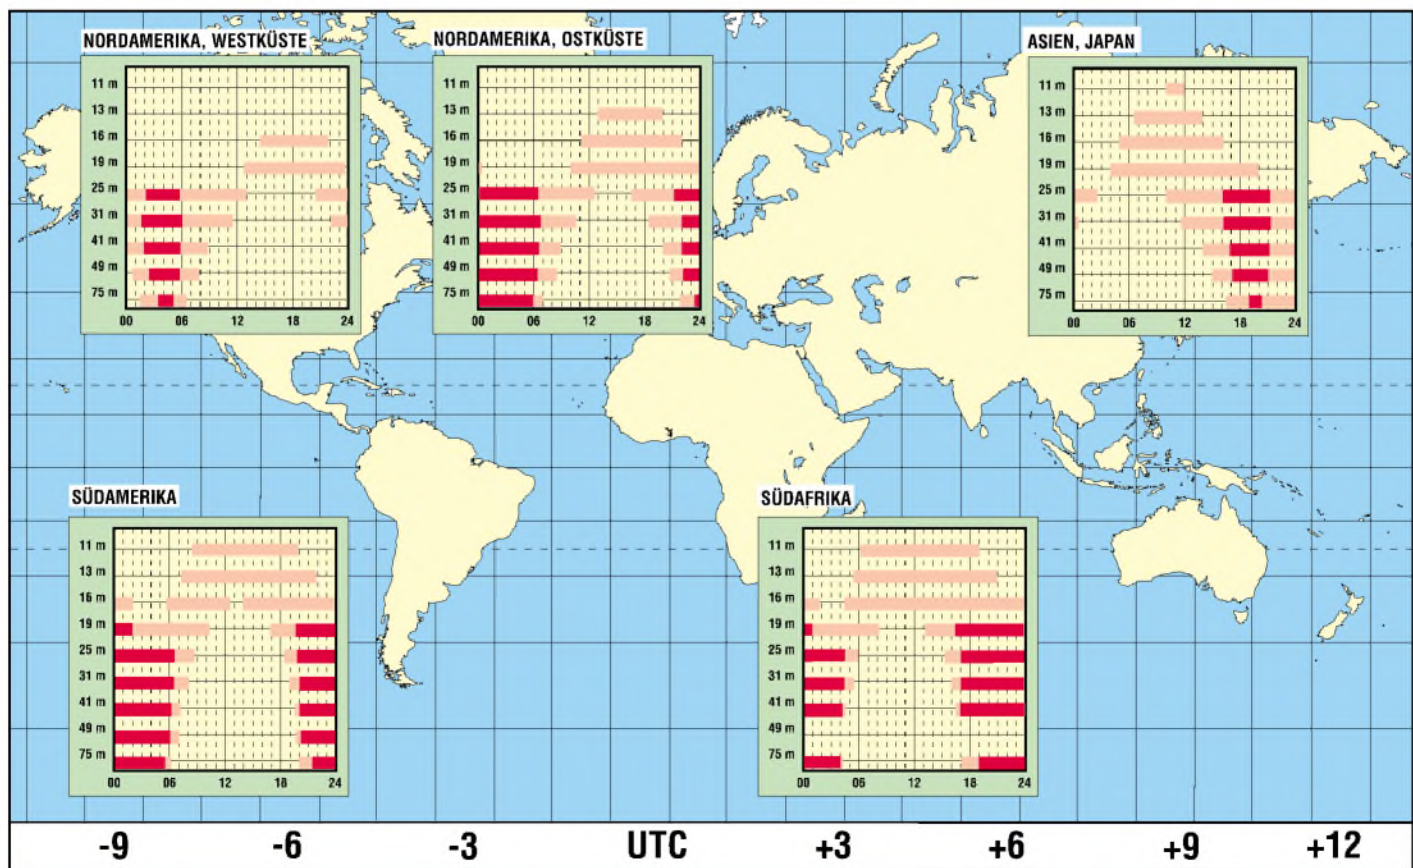 NORDAMERIKA, WESTKÜSTE
11 m
13 m
16 m
19 m
25 m
31 m
41 m
49 m
75 m
00 06 12 18 24
NORDAMERIKA, OSTKÜSTE
11 m
13 m
16 m
19 m
25 m
31 m
41 m
49 m
75 m
00 06 12 18 24
ASIEN, JAPAN
11 m
13 m
16 m
19 m
25 m
31 m
41 m
49 m
75 m
00 06 12 18 24
SÜDAMERIKA
11 m
13 m
16 m
19 m
25 m
31 m
41 m
49 m
75 m
00 06 12 18 24
SÜDAFRIKA
11 m
13 m
16 m
19 m
25 m
31 m
41 m
49 m
75 m
00 06 12 18 24
-9 -6 -3 UTC +3 +6 +9 +12